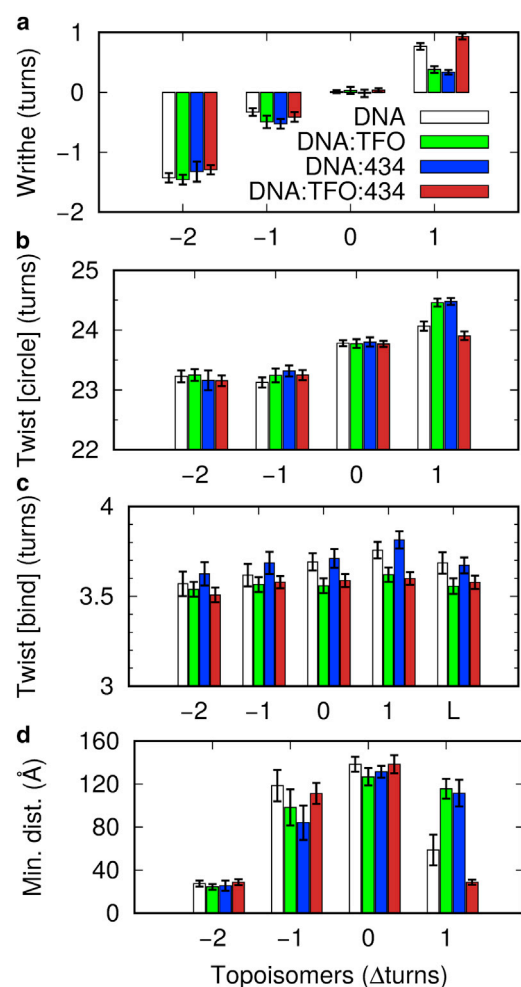 a
Writhe (turns)
1
0
−1
−2
DNA
DNA:TFO
DNA:434
DNA:TFO:434
−2 −1 0 1
b
Twist [circle] (turns)
25
24
23
22
−2 −1 0 1
c
Twist [bind] (turns)
4
3.5
3
−2 −1 0 1 L
d
Min. dist. (Å)
160
120
80
40
0
−2 −1 0 1
Topoisomers (Δturns)